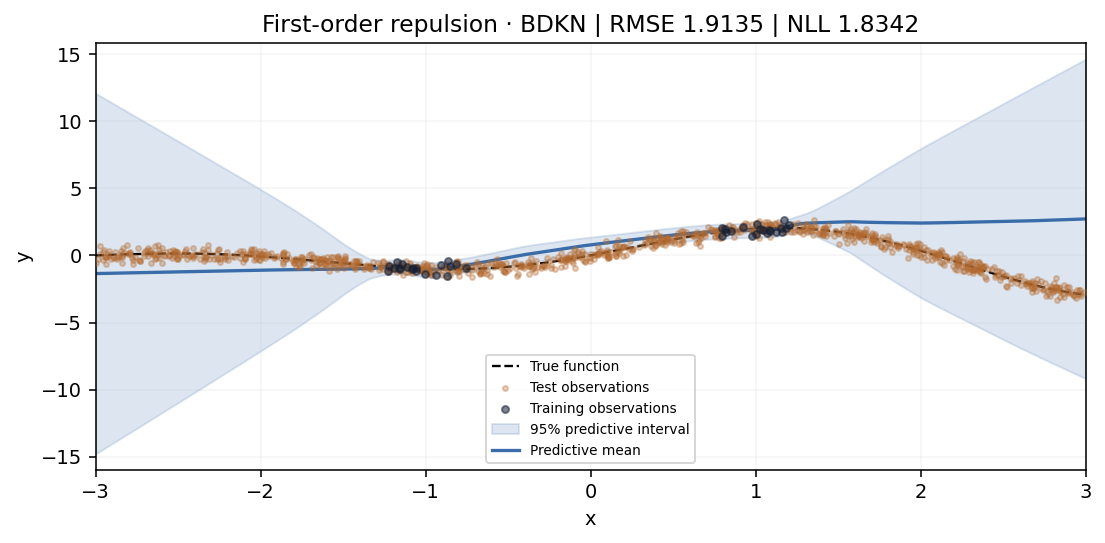 First-order repulsion · BDKN | RMSE 1.9135 | NLL 1.8342
15
10
5
0
−5
−10
−15
y
True function
Test observations
Training observations
95% predictive interval
Predictive mean
−3 −2 −1 0 1 2 3
x